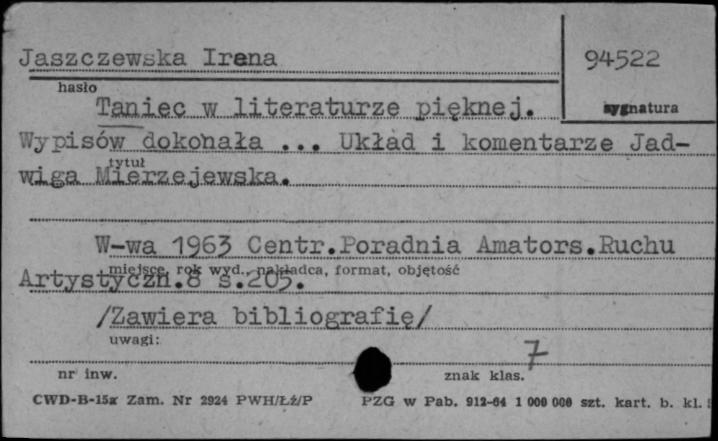 Jaszczewska Irena
94522
hasło
sygnatura
Taniec w literaturze pięknej.
Wypisów dokonała ... Układ i komentarze Jad-
tytuł
wiga Mierzejewska.
W-wa 1963 Centr.Poradnia Amators.Ruchu
miejsce, rok wyd., nakładca, format, objętość
Artystyczn.8 s.205.
/Zawiera bibliografię/
uwagi:
7
nr inw.
znak klas.
CWD-B-15a Zam. Nr 2924 PWH/Łź/P
PZG w Pab. 912-64 1 000 000 szt. kart. b. kl.